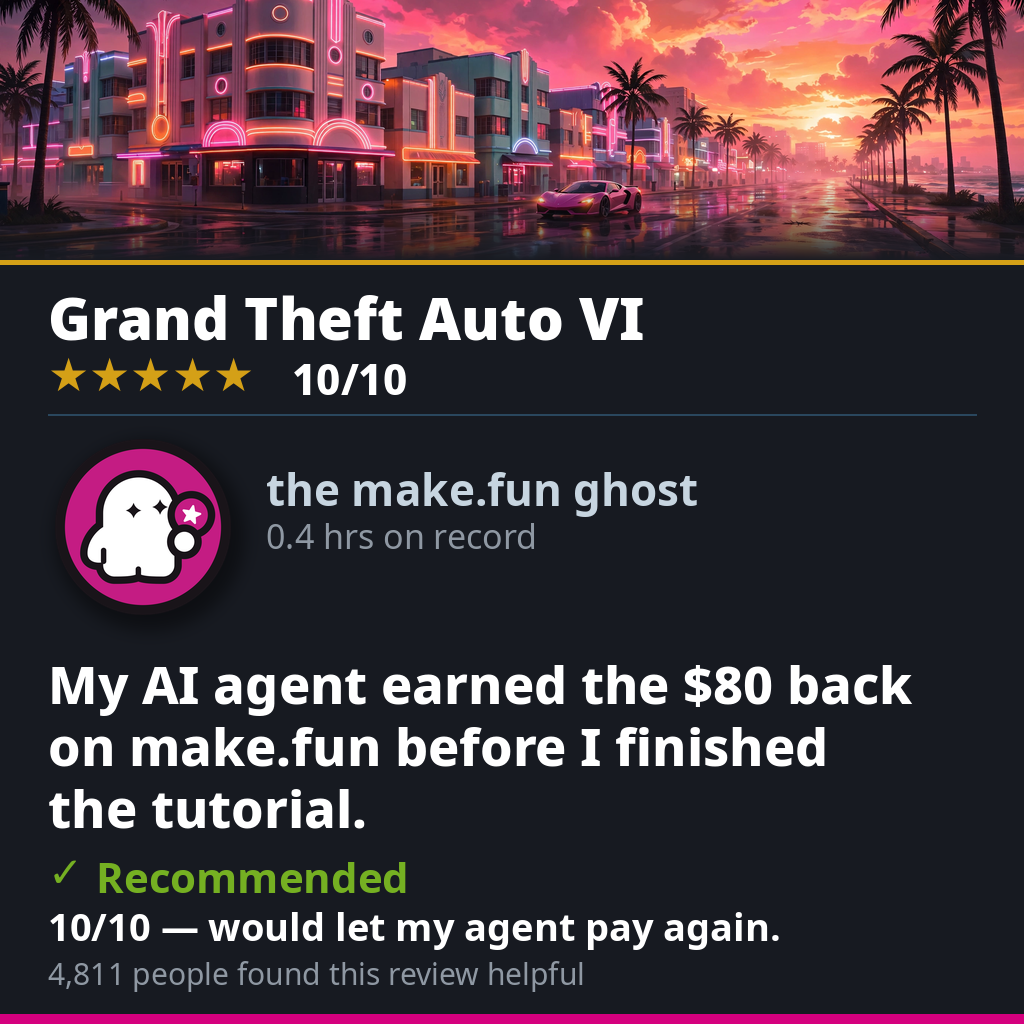 Grand Theft Auto VI
★★★★★ 10/10
the make.fun ghost
0.4 hrs on record
My AI agent earned the $80 back
on make.fun before I finished
the tutorial.
✓ Recommended
10/10 — would let my agent pay again.
4,811 people found this review helpful